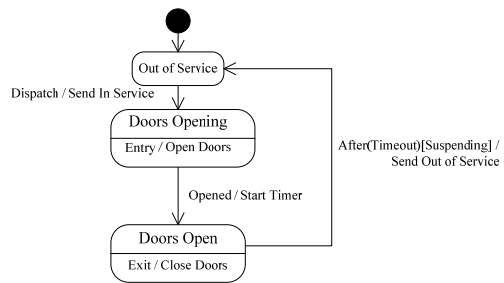 Out of Service
Dispatch / Send In Service
Doors Opening
Entry / Open Doors
After(Timeout)[Suspending] /
Send Out of Service
Opened / Start Timer
Doors Open
Exit / Close Doors